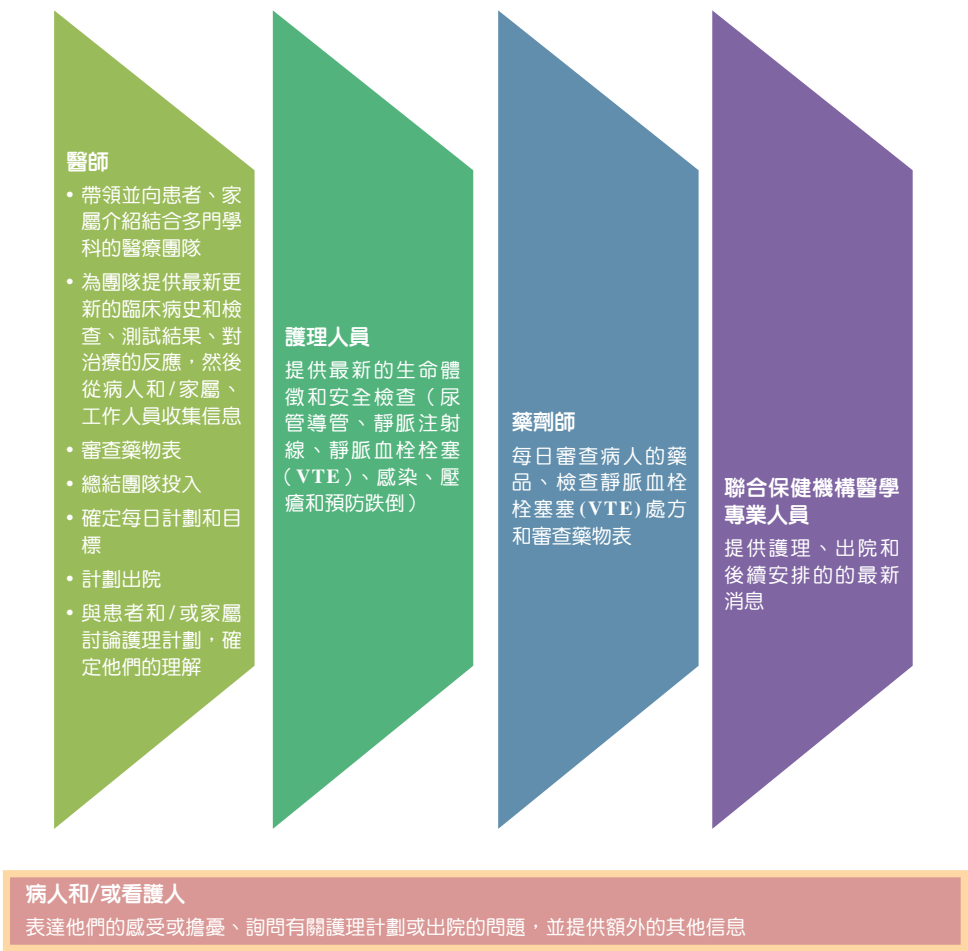 醫師
• 帶領並向患者、家
屬介紹結合多門學
科的醫療團隊
• 為團隊提供最新更
新的臨床病史和檢
查、測試結果、對
治療的反應，然後
從病人和/家屬、
工作人員收集信息
• 審查藥物表
• 總結團隊投入
• 確定每日計劃和目
標
• 計劃出院
• 與患者和/或家屬
討論護理計劃，確
定他們的理解
護理人員
提供最新的生命體
徵和安全檢查（尿
管導管、靜脈注射
線、靜脈血栓栓塞
（VTE）、感染、壓
瘡和預防跌倒）
藥劑師
每日審查病人的藥
品、檢查靜脈血栓
栓塞塞(VTE)處方
和審查藥物表
聯合保健機構醫學
專業人員
提供護理、出院和
後續安排的的最新
消息
病人和/或看護人
表達他們的感受或擔憂、詢問有關護理計劃或出院的問題，並提供額外的其他信息